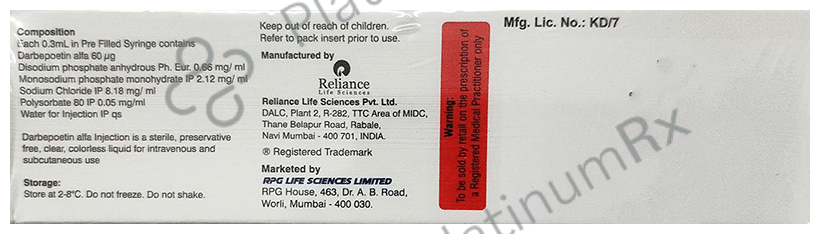 Composition
Each 0.3mL in Pre Filled Syringe contains
Darbepoetin alfa 60 µg
Disodium phosphate anhydrous Ph. Eur. 0.66 mg/ ml
Monosodium phosphate monohydrate IP 2.12 mg/ ml
Sodium Chloride IP 8.18 mg/ ml
Polysorbate 80 IP 0.05 mg/ml
Water for Injection IP qs
Darbepoetin alfa Injection is a sterile, preservative
free, clear, colorless liquid for intravenous and
subcutaneous use
Storage:
Store at 2-8°C. Do not freeze. Do not shake.
Keep out of reach of children.
Refer to pack insert prior to use.
Manufactured by
Reliance
Life Sciences
Reliance Life Sciences Pvt. Ltd.
DALC, Plant 2, R-282, TTC Area of MIDC,
Thane Belapur Road, Rabale,
Navi Mumbai - 400 701, INDIA.
® Registered Trademark
Marketed by
RPG LIFE SCIENCES LIMITED
RPG House, 463, Dr. A. B. Road,
Worli, Mumbai - 400 030.
Warning:
To be sold by retail on the prescription of
a Registered Medical Practitioner only
Mfg. Lic. No.: KD/7
PlatinumRx